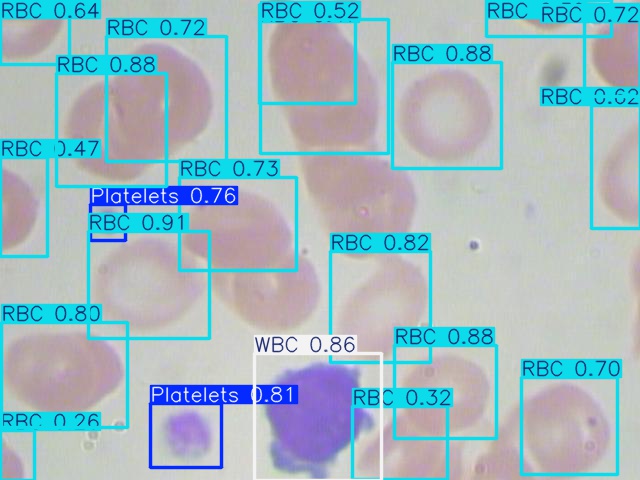 RBC 0.64
RBC 0.52
RBC 0.72
RBC 0.72
RBC 0.88
RBC 0.88
RBC 0.62
RBC 0.47
RBC 0.73
Platelets 0.76
RBC 0.91
RBC 0.82
RBC 0.80
RBC 0.88
WBC 0.86
RBC 0.70
Platelets 0.81
RBC 0.32
RBC 0.26